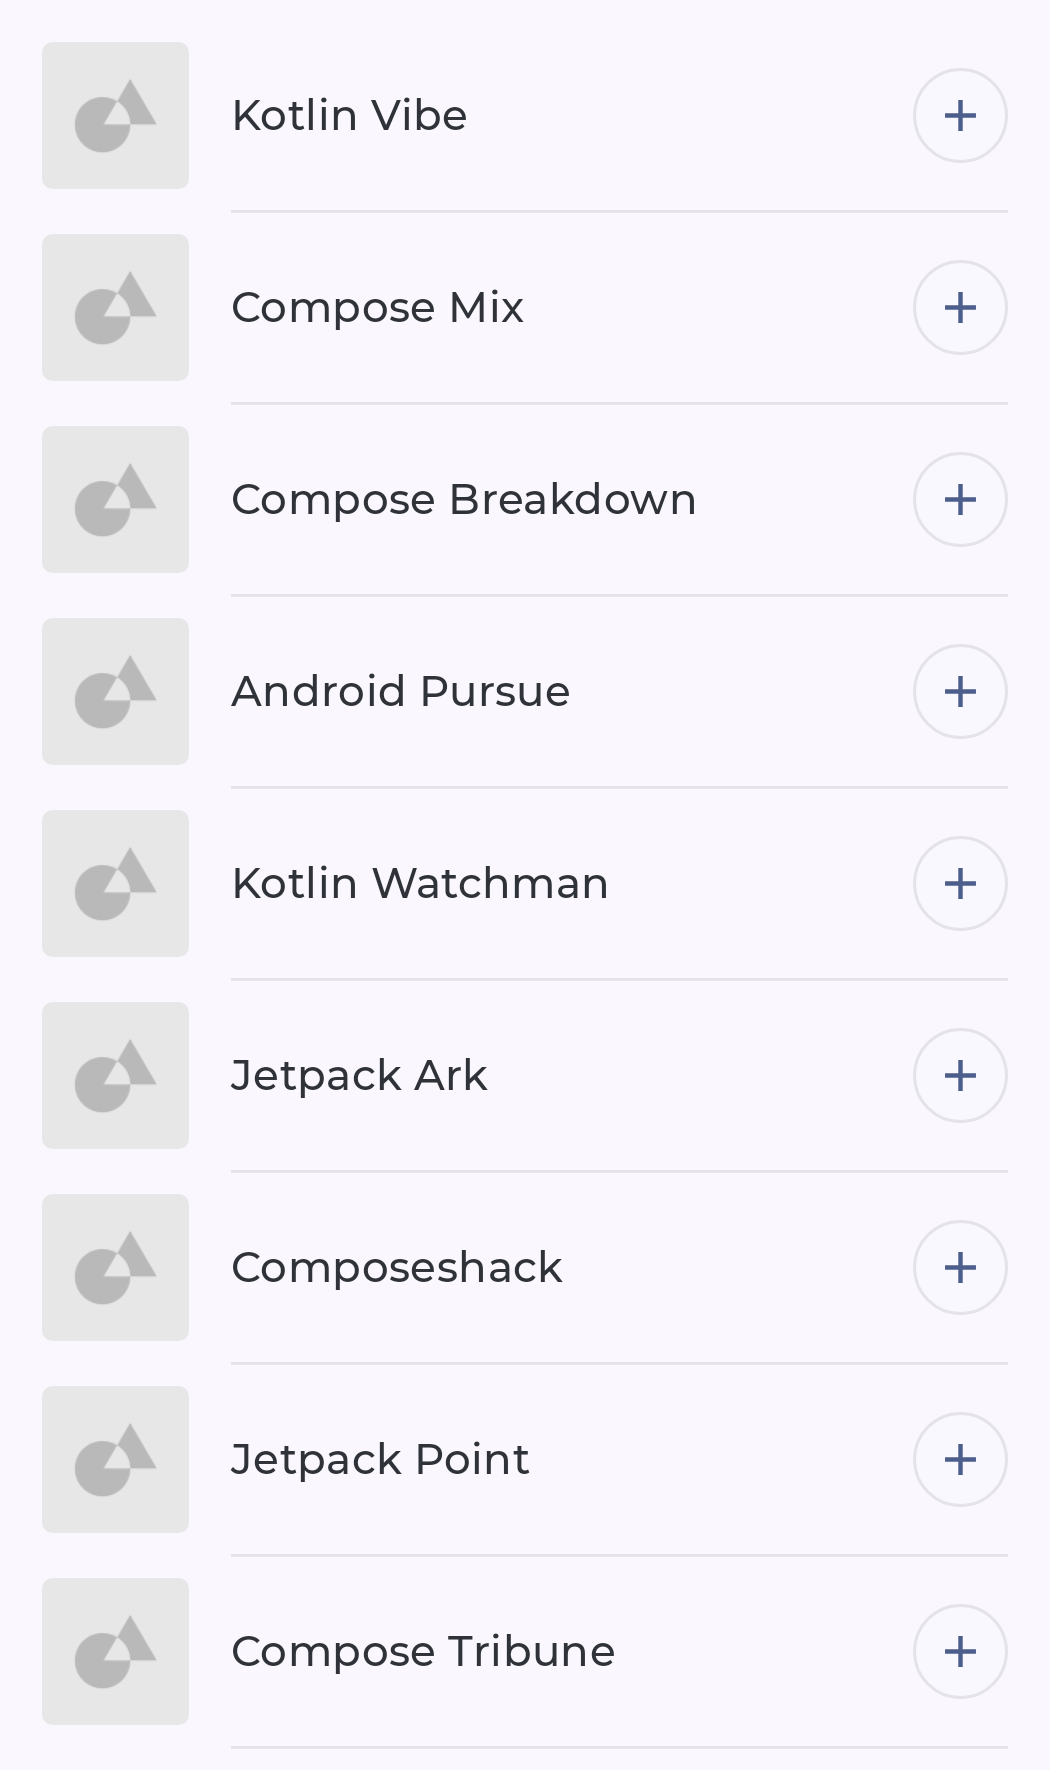 Kotlin Vibe
Compose Mix
Compose Breakdown
Android Pursue
Kotlin Watchman
Jetpack Ark
Composeshack
Jetpack Point
Compose Tribune